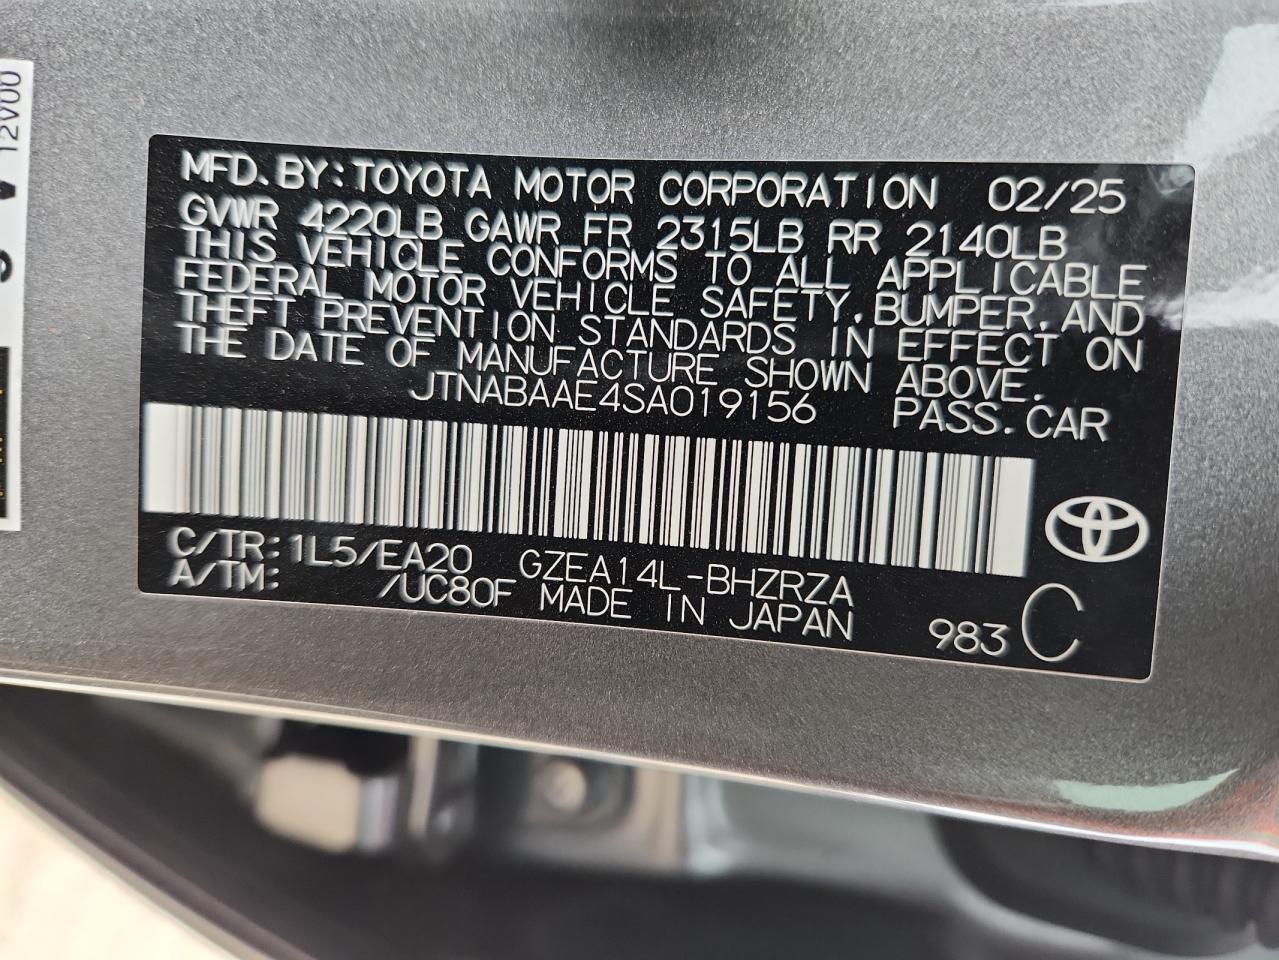 12V00
MFD.BY:TOYOTA MOTOR CORPORATION 02/25
GVWR 4220LB GAWR FR 2315LB RR 2140LB
THIS VEHICLE CONFORMS TO ALL APPLICABLE
FEDERAL MOTOR VEHICLE SAFETY,BUMPER,AND
THEFT PREVENTION STANDARDS IN EFFECT ON
THE DATE OF MANUFACTURE SHOWN ABOVE.
JTNABAAE4SA019156 PASS.CAR
C/TR:1L5/EA20 GZEA14L-BHZRZA
A/TM: /UC80F MADE IN JAPAN 983 C